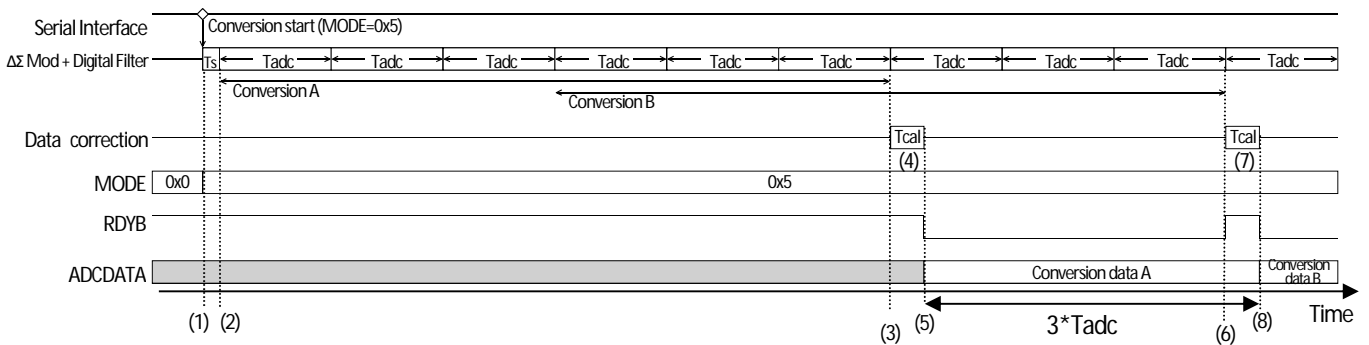 Serial Interface
Conversion start (MODE=0x5)
ΔΣ Mod + Digital Filter
Ts Tadc Tadc Tadc Tadc Tadc Tadc Tadc Tadc Tadc Tadc
Conversion A
Conversion B
Data correction
Tcal Tcal
(4) (7)
MODE 0x0 0x5
RDYB
ADCDATA Conversion data A Conversion
data B
Time
(1) (2) (3) (5) 3*Tadc (6) (8)